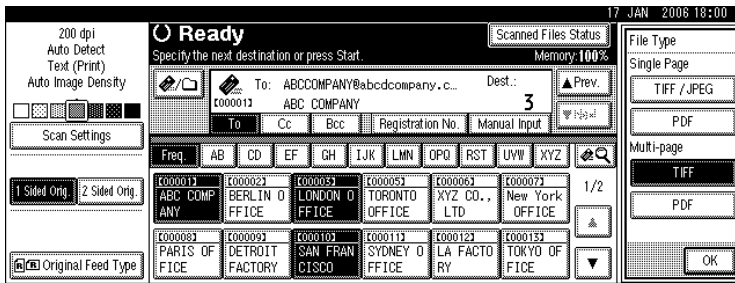 17 JAN 2006 18:00
200 dpi
Auto Detect
Text (Print)
Auto Image Density
Scan Settings
1 Sided Orig. 2 Sided Orig.
Original Feed Type
Ready
Scanned Files Status
Specify the next destination or press Start. Memory:100%
To: ABCCOMPANY@abcdcompany.c... Dest.: 3
[00001] ABC COMPANY
To Cc Bcc Registration No. Manual Input
▲Prev.
▼Next
Freq. AB CD EF GH IJK LMN OPQ RST UVW XYZ
[00001] [00002] [00003] [00005] [00006] [00007]
ABC COMP BERLIN O LONDON O TORONTO XYZ CO., New York
ANY FFICE FFICE OFFICE LTD OFFICE
1/2
[00008] [00009] [00010] [00011] [00012] [00013]
PARIS OF DETROIT SAN FRAN SYDNEY O LA FACTO TOKYO OF
FICE FACTORY CISCO FFICE RY FICE
File Type
Single Page
TIFF / JPEG
PDF
Multi-page
TIFF
PDF
OK